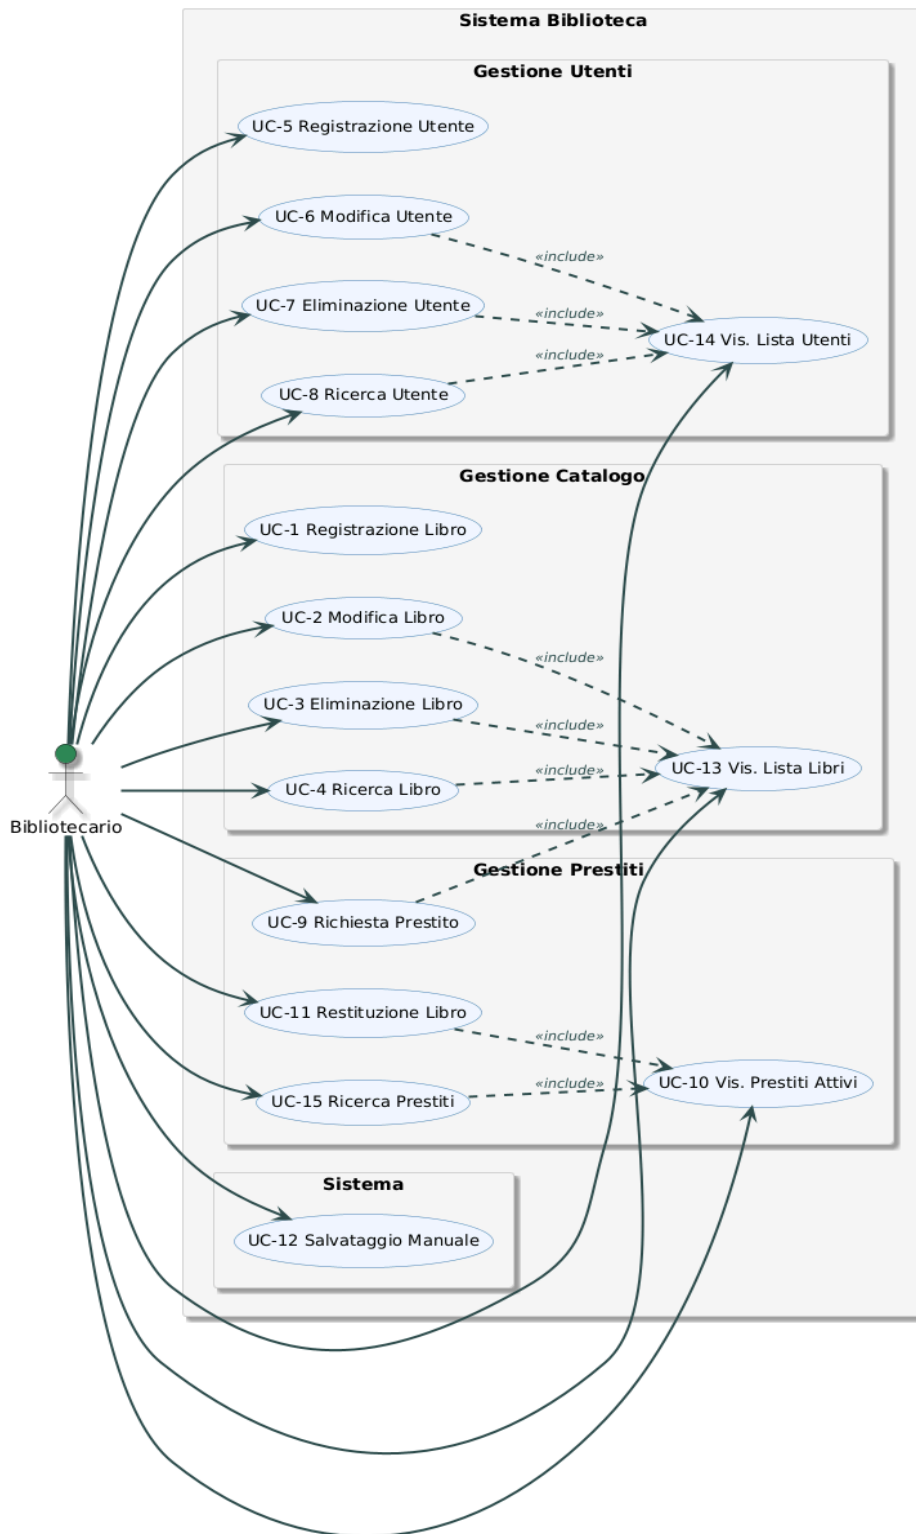 Sistema Biblioteca
Gestione Utenti
UC-5 Registrazione Utente
UC-6 Modifica Utente
«include»
UC-7 Eliminazione Utente
«include»
UC-14 Vis. Lista Utenti
«include»
UC-8 Ricerca Utente
Gestione Catalogo
UC-1 Registrazione Libro
UC-2 Modifica Libro
«include»
UC-3 Eliminazione Libro
«include»
UC-13 Vis. Lista Libri
«include»
UC-4 Ricerca Libro
Bibliotecario
«include»
Gestione Prestiti
UC-9 Richiesta Prestito
UC-11 Restituzione Libro
«include»
UC-10 Vis. Prestiti Attivi
«include»
UC-15 Ricerca Prestiti
Sistema
UC-12 Salvataggio Manuale